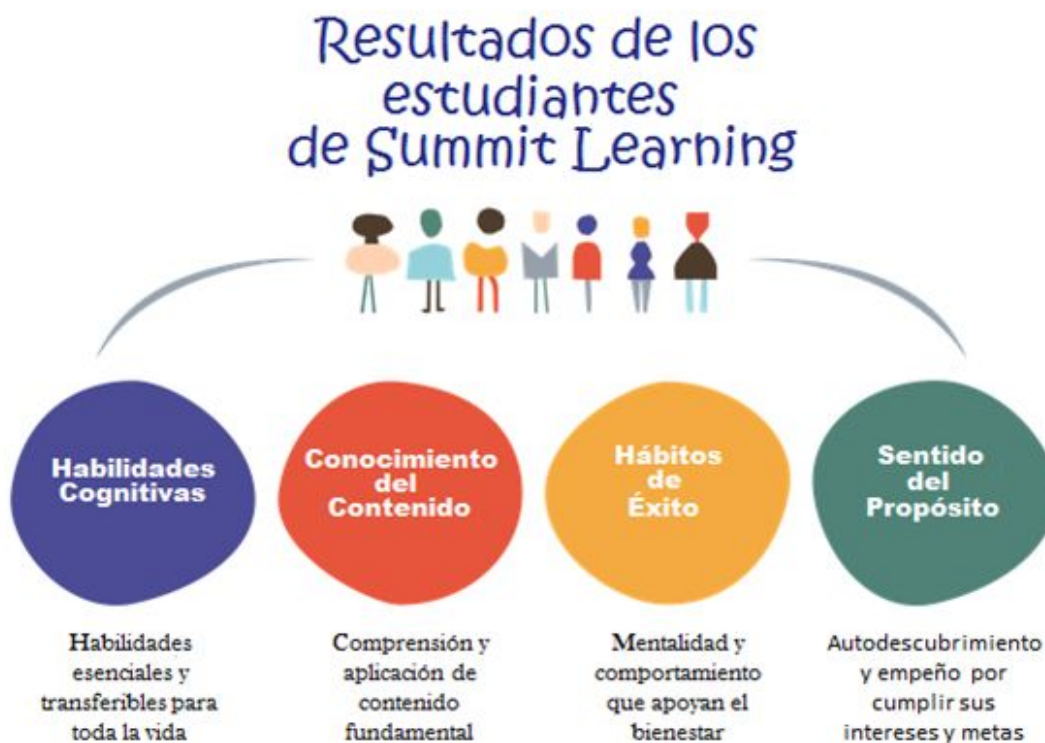 Resultados de los
estudiantes
de Summit Learning
Habilidades
Cognitivas
Conocimiento
del
Contenido
Hábitos
de
Éxito
Sentido
del
Propósito
Habilidades
esenciales y
transferibles para
toda la vida
Comprensión y
aplicación de
contenido
fundamental
Mentalidad y
comportamiento
que apoyan el
bienestar
Autodescubrimiento
y empeño por
cumplir sus
intereses y metas